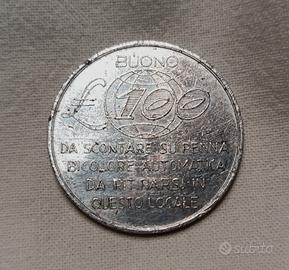 BUONO
£ 100
DA SCONTARE SU PENNA
BICOLORE AUTOMATICA
DA RITIRARSI IN
QUESTO LOCALE
subito